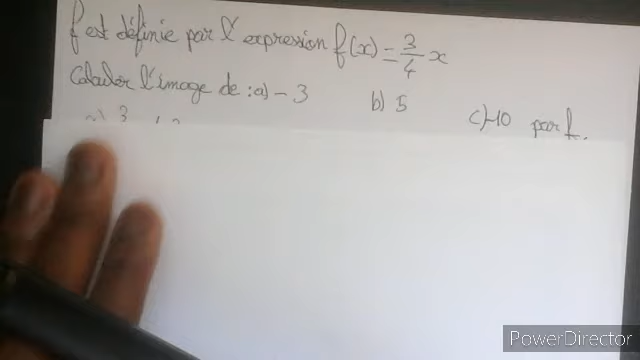 f est définie par l'expression f(x) = 3/4 x
Calculer l'image de : a) - 3 b) 5 c) -10 par f.
PowerDirector